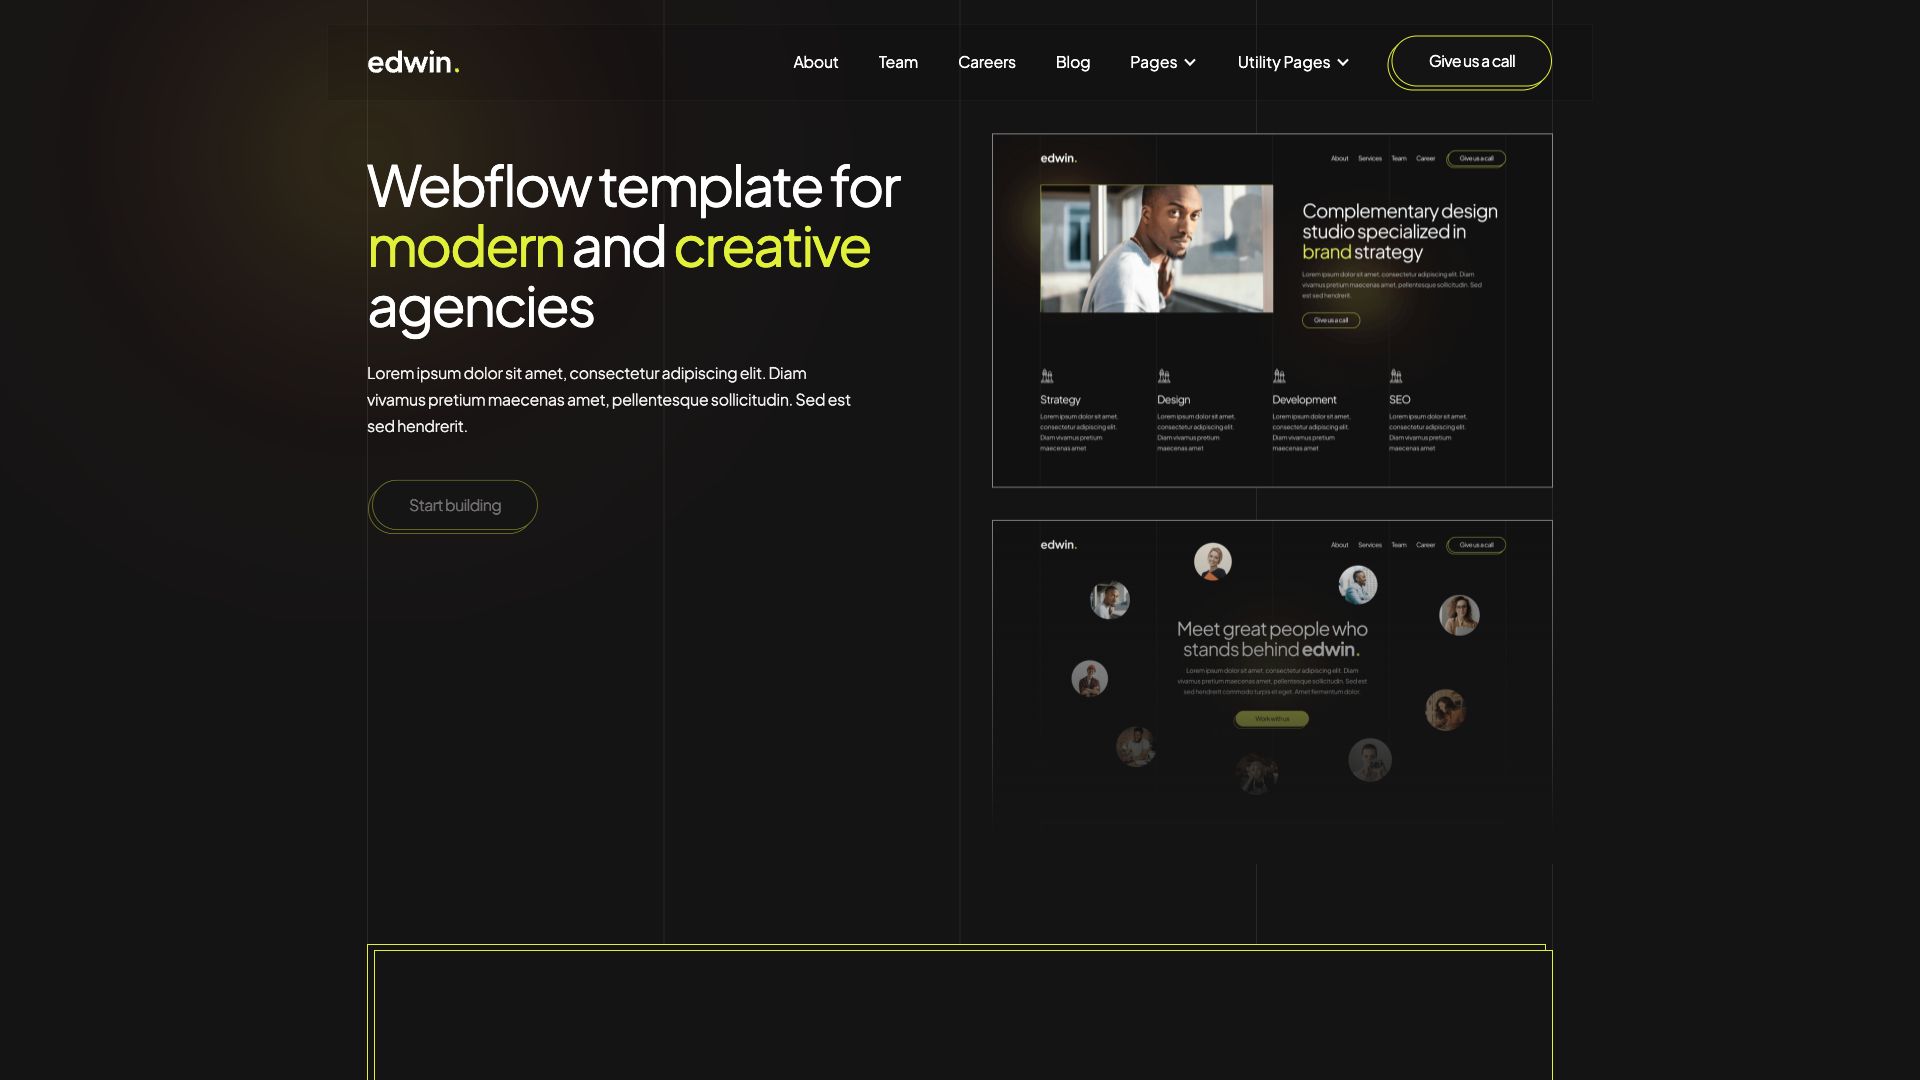 edwin.
About
Team
Careers
Blog
Pages
Utility Pages
Give us a call
Webflow template for
modern and creative
agencies
Lorem ipsum dolor sit amet, consectetur adipiscing elit. Diam
vivamus pretium maecenas amet, pellentesque sollicitudin. Sed est
sed hendrerit.
Start building
edwin.
About
Services
Team
Career
Give us a call
Complementary design
studio specialized in
brand strategy
Lorem ipsum dolor sit amet, consectetur adipiscing elit. Diam
vivamus pretium maecenas amet, pellentesque sollicitudin. Sed
est sed hendrerit.
Give us a call
Strategy
Lorem ipsum dolor sit amet,
consectetur adipiscing elit.
Diam vivamus pretium
maecenas amet
Design
Lorem ipsum dolor sit amet,
consectetur adipiscing elit.
Diam vivamus pretium
maecenas amet
Development
Lorem ipsum dolor sit amet,
consectetur adipiscing elit.
Diam vivamus pretium
maecenas amet
SEO
Lorem ipsum dolor sit amet,
consectetur adipiscing elit.
Diam vivamus pretium
maecenas amet
edwin.
About
Services
Team
Career
Give us a call
Meet great people who
stands behind edwin.
Lorem ipsum dolor sit amet, consectetur adipiscing elit. Diam
vivamus pretium maecenas amet, pellentesque sollicitudin. Sed est
sed hendrerit commodo turpis et eget. Amet fermentum dolor.
Work with us